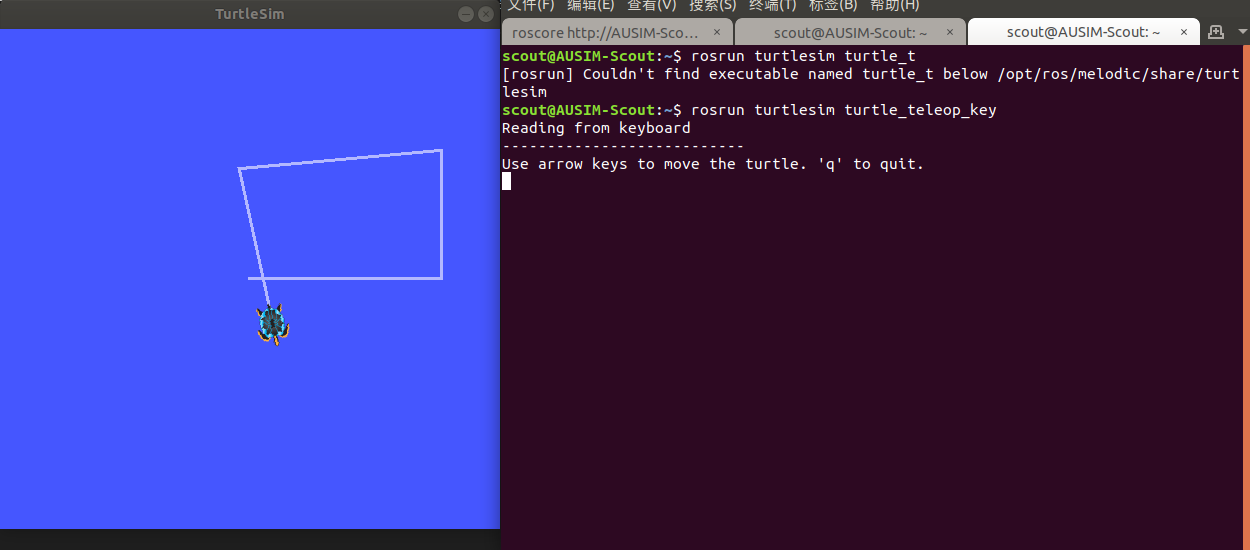 TurtleSim
文件(F) 编辑(E) 查看(V) 搜索(S) 终端(T) 标签(B) 帮助(H)
roscore http://AUSIM-Sco... × scout@AUSIM-Scout: ~ × scout@AUSIM-Scout: ~ ×
scout@AUSIM-Scout:~$ rosrun turtlesim turtle_t
[rosrun] Couldn't find executable named turtle_t below /opt/ros/melodic/share/turt
lesim
scout@AUSIM-Scout:~$ rosrun turtlesim turtle_teleop_key
Reading from keyboard
---------------------------
Use arrow keys to move the turtle. 'q' to quit.